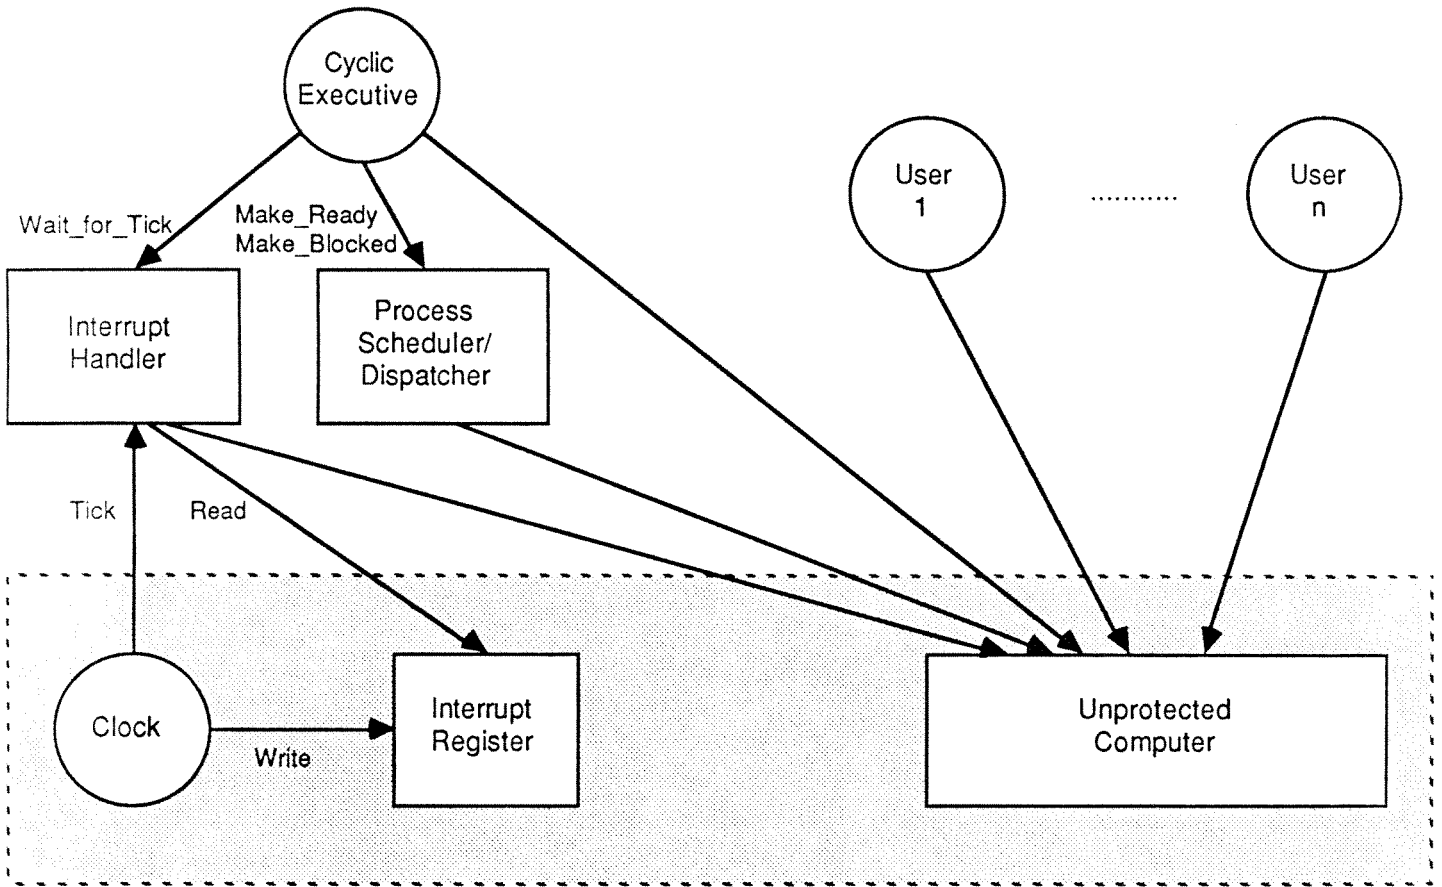 Cyclic
Executive
User
1
...........
User
n
Wait_for_Tick
Make_Ready
Make_Blocked
Interrupt
Handler
Process
Scheduler/
Dispatcher
Tick
Read
Clock
Write
Interrupt
Register
Unprotected
Computer